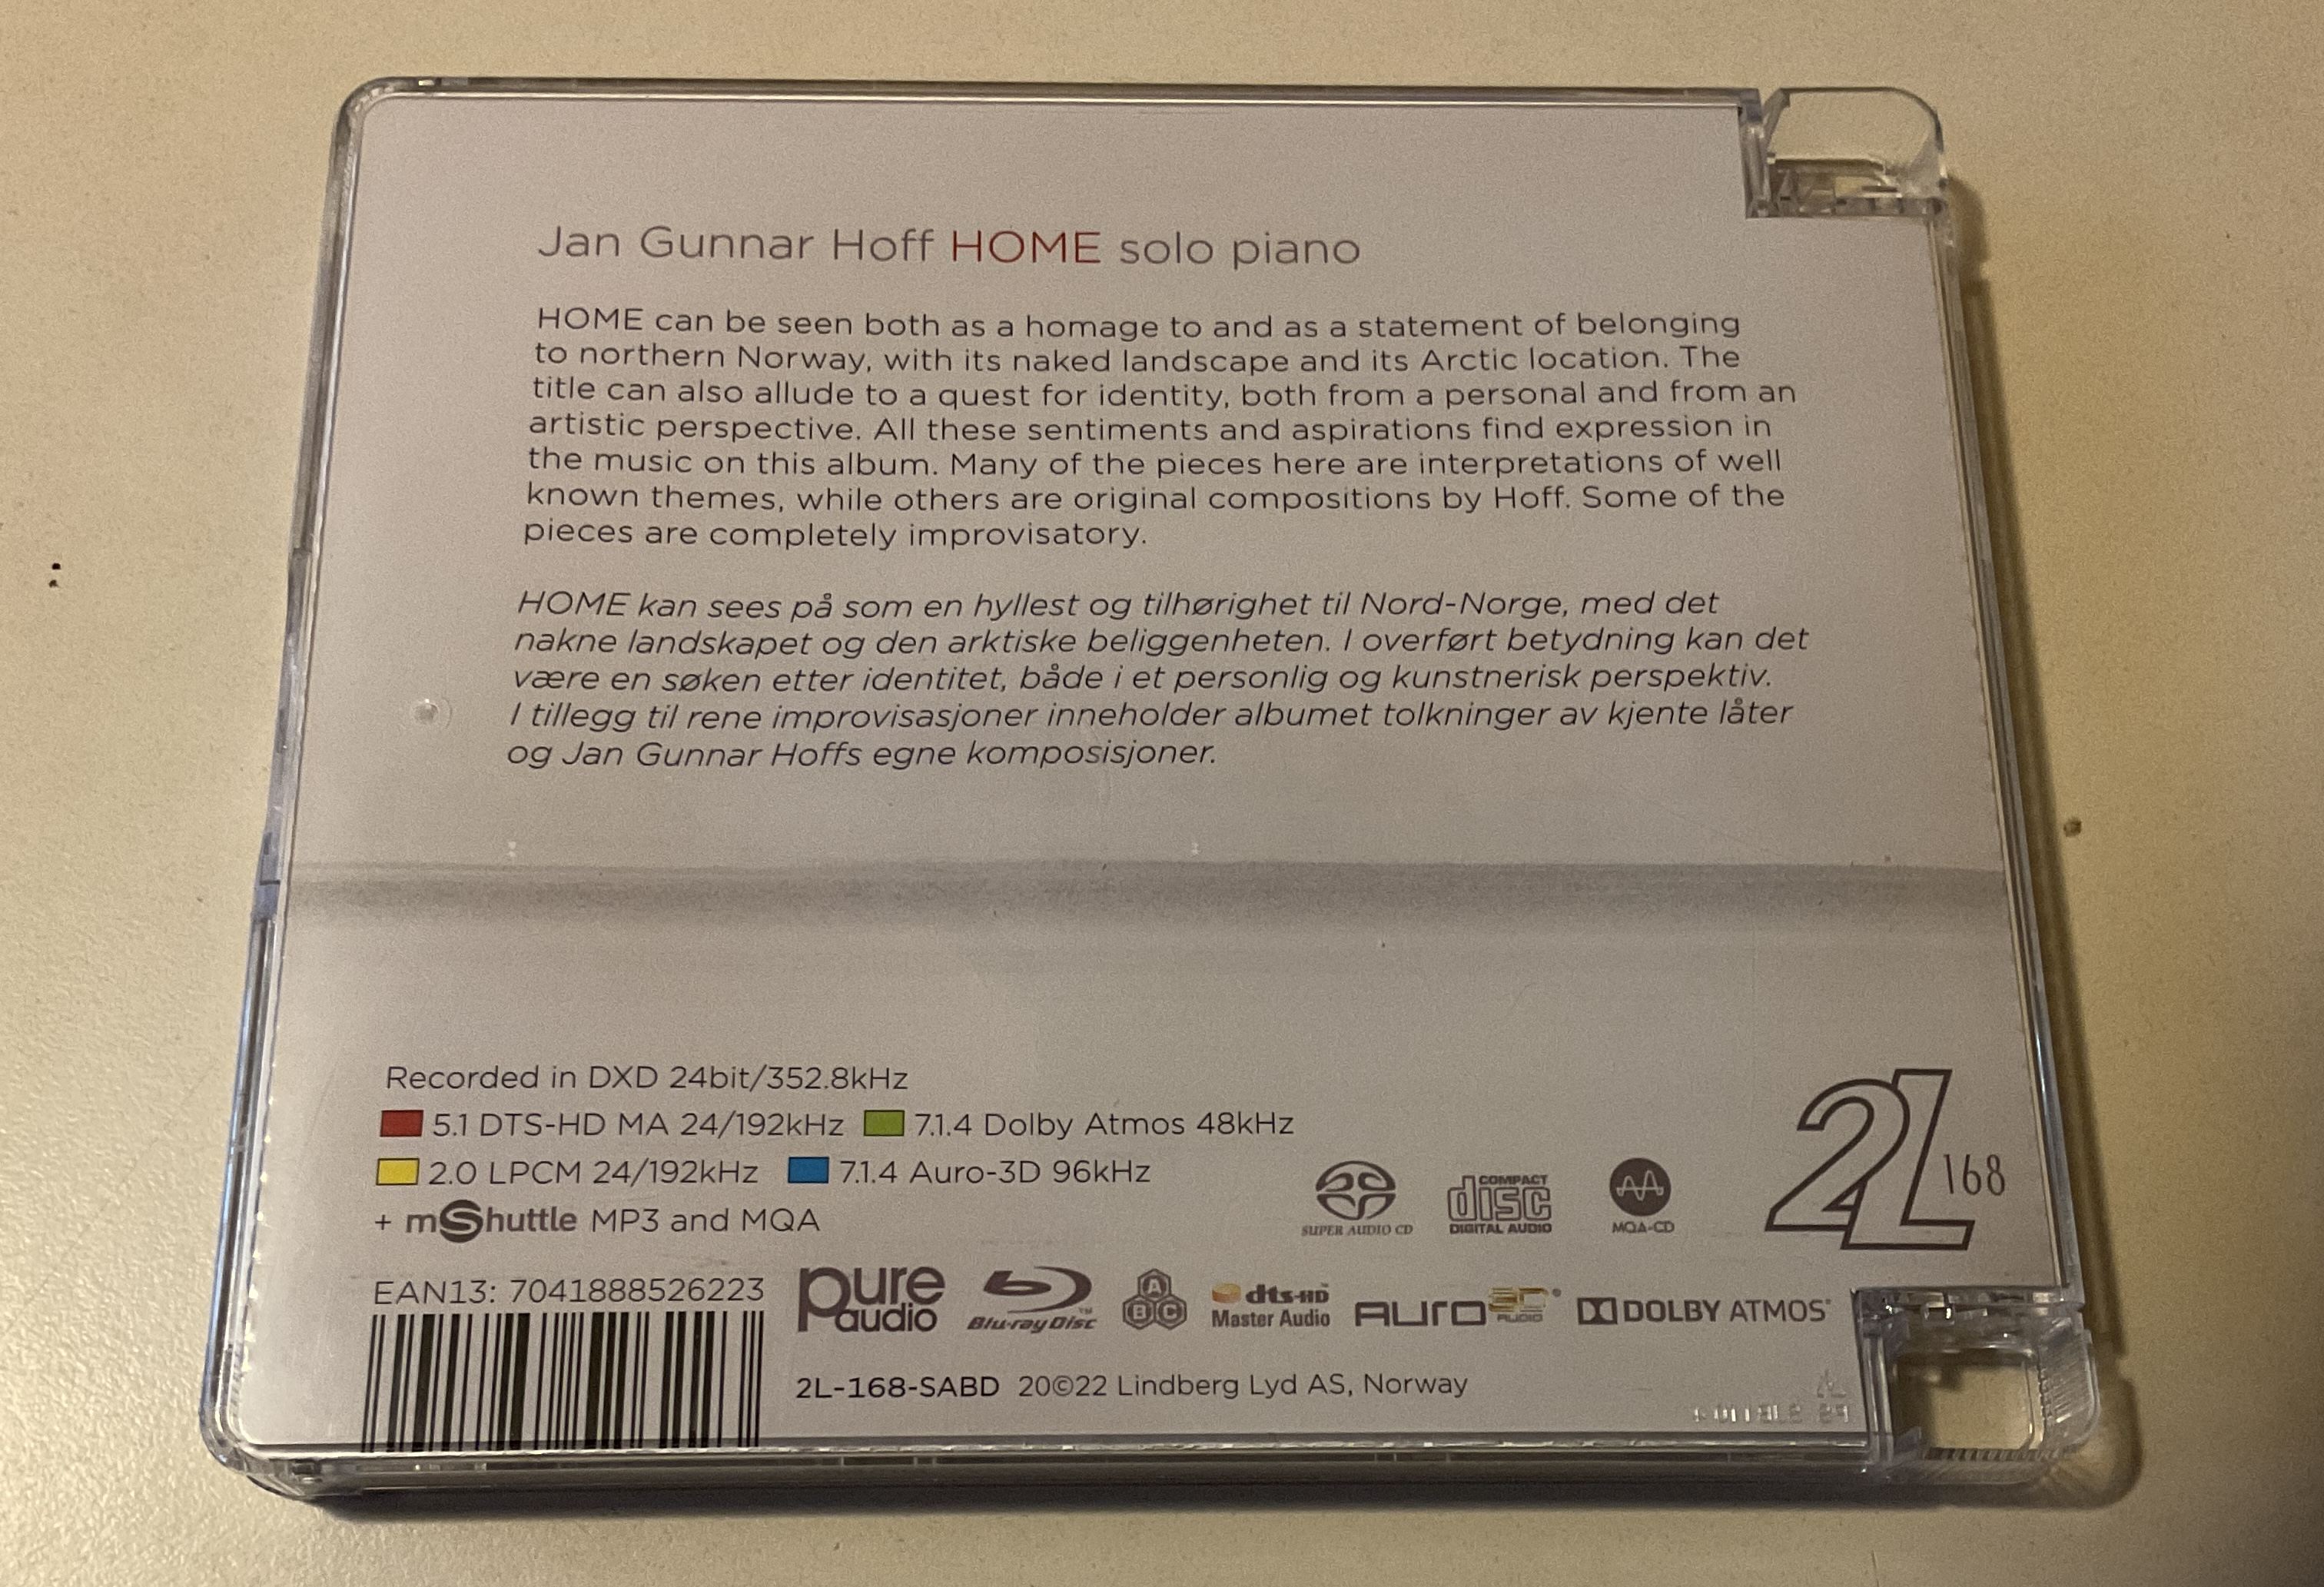 Jan Gunnar Hoff HOME solo piano
HOME can be seen both as a homage to and as a statement of belonging
to northern Norway, with its naked landscape and its Arctic location. The
title can also allude to a quest for identity, both from a personal and from an
artistic perspective. All these sentiments and aspirations find expression in
the music on this album. Many of the pieces here are interpretations of well
known themes, while others are original compositions by Hoff. Some of the
pieces are completely improvisatory.
HOME kan sees på som en hyllest og tilhørighet til Nord-Norge, med det
nakne landskapet og den arktiske beliggenheten. I overført betydning kan det
være en søken etter identitet, både i et personlig og kunstnerisk perspektiv.
I tillegg til rene improvisasjoner inneholder albumet tolkninger av kjente låter
og Jan Gunnar Hoffs egne komposisjoner.
Recorded in DXD 24bit/352.8kHz
5.1 DTS-HD MA 24/192kHz 7.1.4 Dolby Atmos 48kHz
2.0 LPCM 24/192kHz 7.1.4 Auro-3D 96kHz
+ mShuttle MP3 and MQA
SUPER AUDIO CD
COMPACT
disc
DIGITAL AUDIO
MQA-CD
2L 168
EAN13: 7041888526223
pure
audio
Blu-ray Disc™
A
B C
dts-HD™
Master Audio
AURO 3D®
AUDIO
DOLBY ATMOS®
2L-168-SABD 20©22 Lindberg Lyd AS, Norway